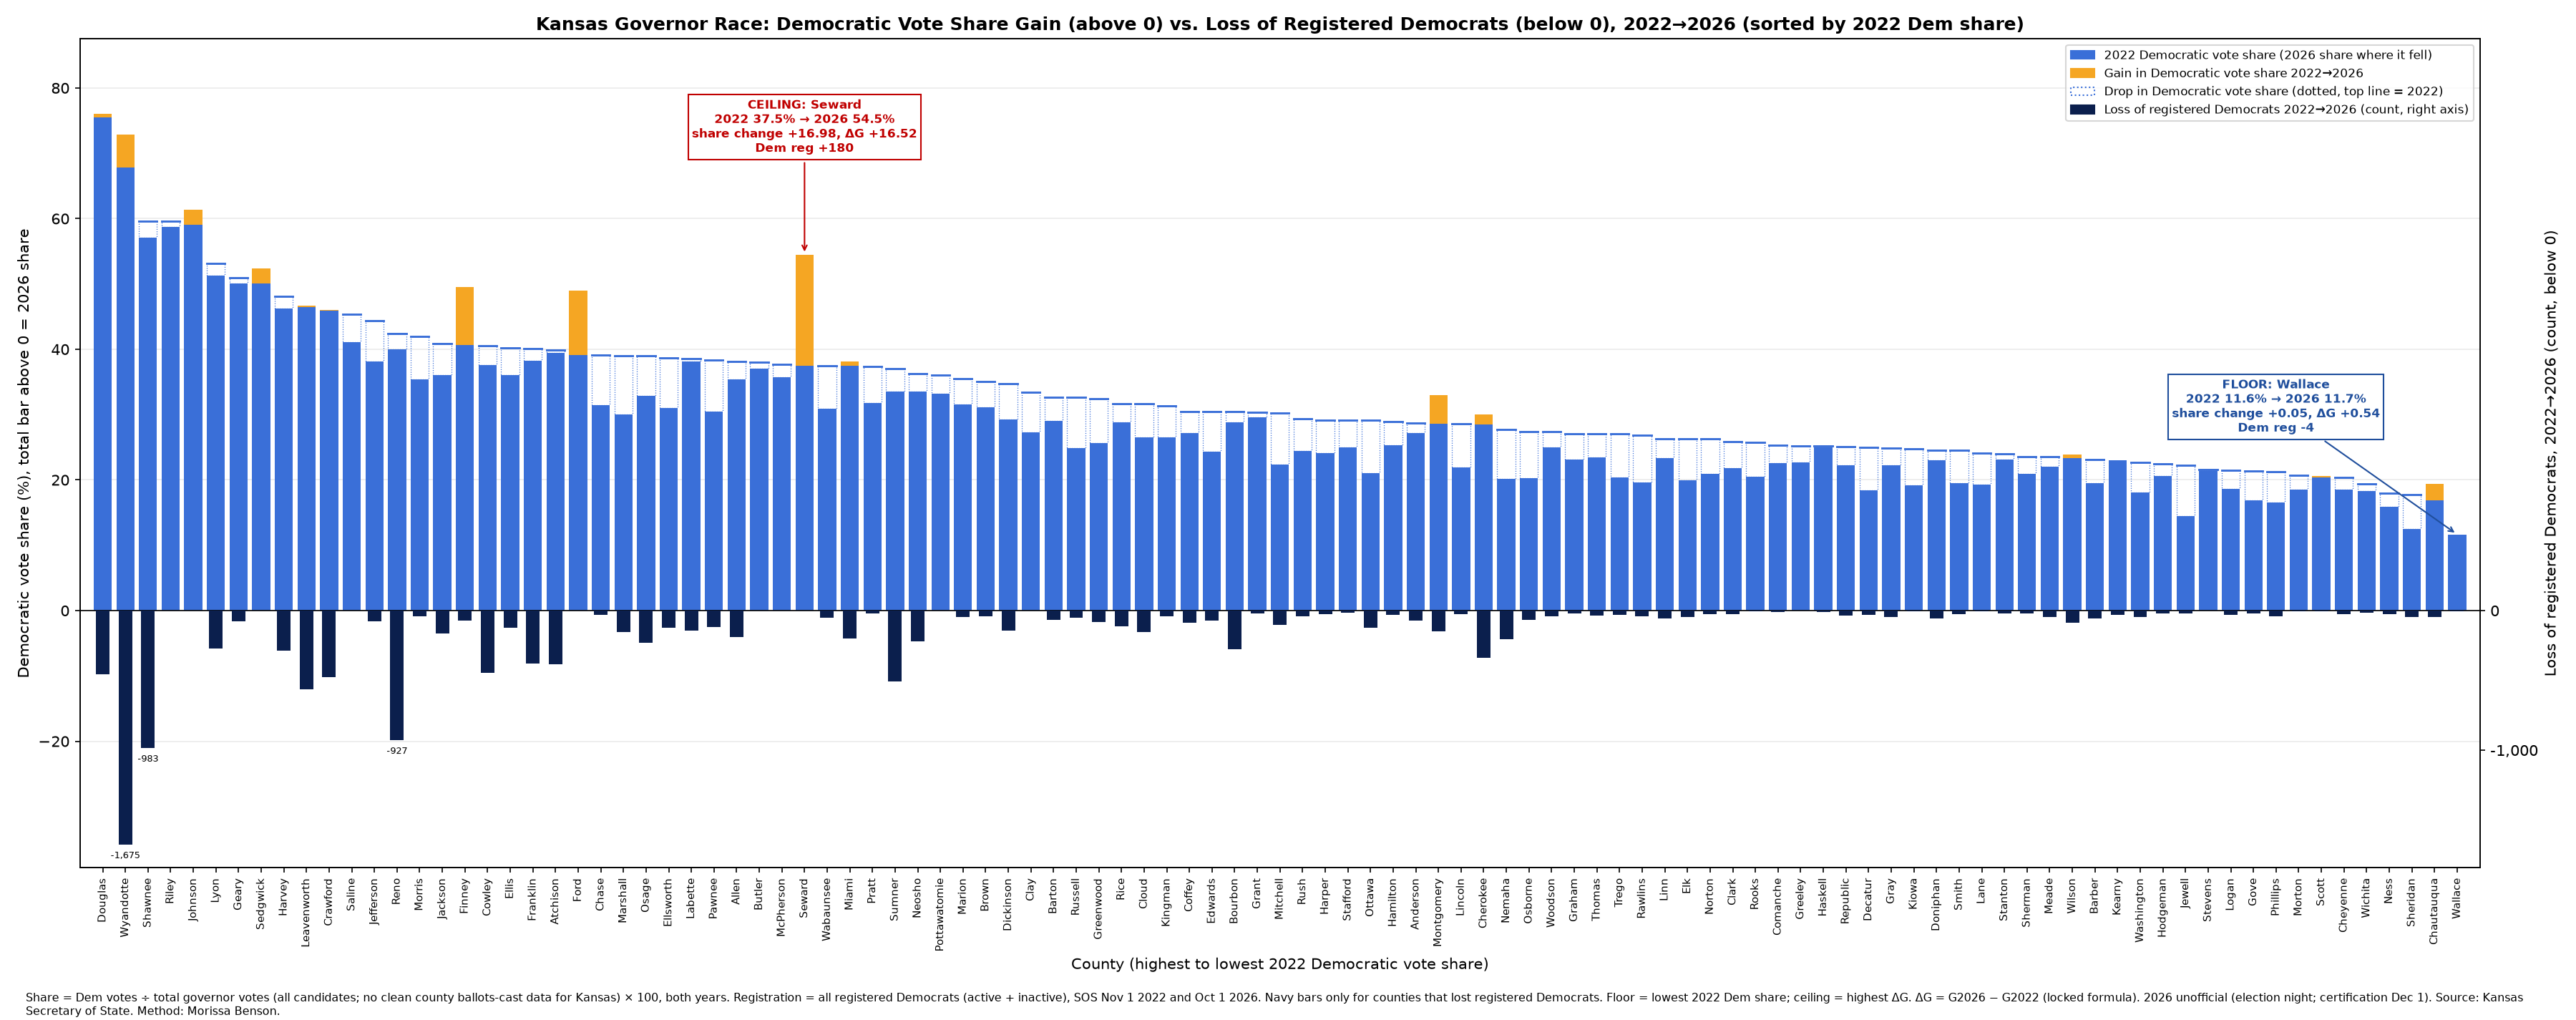 Kansas Governor Race: Democratic Vote Share Gain (above 0) vs. Loss of Registered Democrats (below 0), 2022→2026 (sorted by 2022 Dem share)
2022 Democratic vote share (2026 share where it fell)
Gain in Democratic vote share 2022→2026
Drop in Democratic vote share (dotted, top line = 2022)
Loss of registered Democrats 2022→2026 (count, right axis)
CEILING: Seward
2022 37.5% → 2026 54.5%
share change +16.98, ΔG +16.52
Dem reg +180
FLOOR: Wallace
2022 11.6% → 2026 11.7%
share change +0.05, ΔG +0.54
Dem reg -4
Democratic vote share (%), total bar above 0 = 2026 share
80
60
40
20
0
−20
Loss of registered Democrats, 2022→2026 (count, below 0)
0
-1,000
-1,675
-983
-927
Douglas
Wyandotte
Shawnee
Riley
Johnson
Lyon
Geary
Sedgwick
Harvey
Leavenworth
Crawford
Saline
Jefferson
Reno
Morris
Jackson
Finney
Cowley
Ellis
Franklin
Atchison
Ford
Chase
Marshall
Osage
Ellsworth
Labette
Pawnee
Allen
Butler
McPherson
Seward
Wabaunsee
Miami
Pratt
Sumner
Neosho
Pottawatomie
Marion
Brown
Dickinson
Clay
Barton
Russell
Greenwood
Rice
Cloud
Kingman
Coffey
Edwards
Bourbon
Grant
Mitchell
Rush
Harper
Stafford
Ottawa
Hamilton
Anderson
Montgomery
Lincoln
Cherokee
Nemaha
Osborne
Woodson
Graham
Thomas
Trego
Rawlins
Linn
Elk
Norton
Clark
Rooks
Comanche
Greeley
Haskell
Republic
Decatur
Gray
Kiowa
Doniphan
Smith
Lane
Stanton
Sherman
Meade
Wilson
Barber
Kearny
Washington
Hodgeman
Jewell
Stevens
Logan
Gove
Phillips
Morton
Scott
Cheyenne
Wichita
Ness
Sheridan
Chautauqua
Wallace
County (highest to lowest 2022 Democratic vote share)
Share = Dem votes ÷ total governor votes (all candidates; no clean county ballots-cast data for Kansas) × 100, both years. Registration = all registered Democrats (active + inactive), SOS Nov 1 2022 and Oct 1 2026. Navy bars only for counties that lost registered Democrats. Floor = lowest 2022 Dem share; ceiling = highest ΔG. ΔG = G2026 − G2022 (locked formula). 2026 unofficial (election night; certification Dec 1). Source: Kansas
Secretary of State. Method: Morissa Benson.